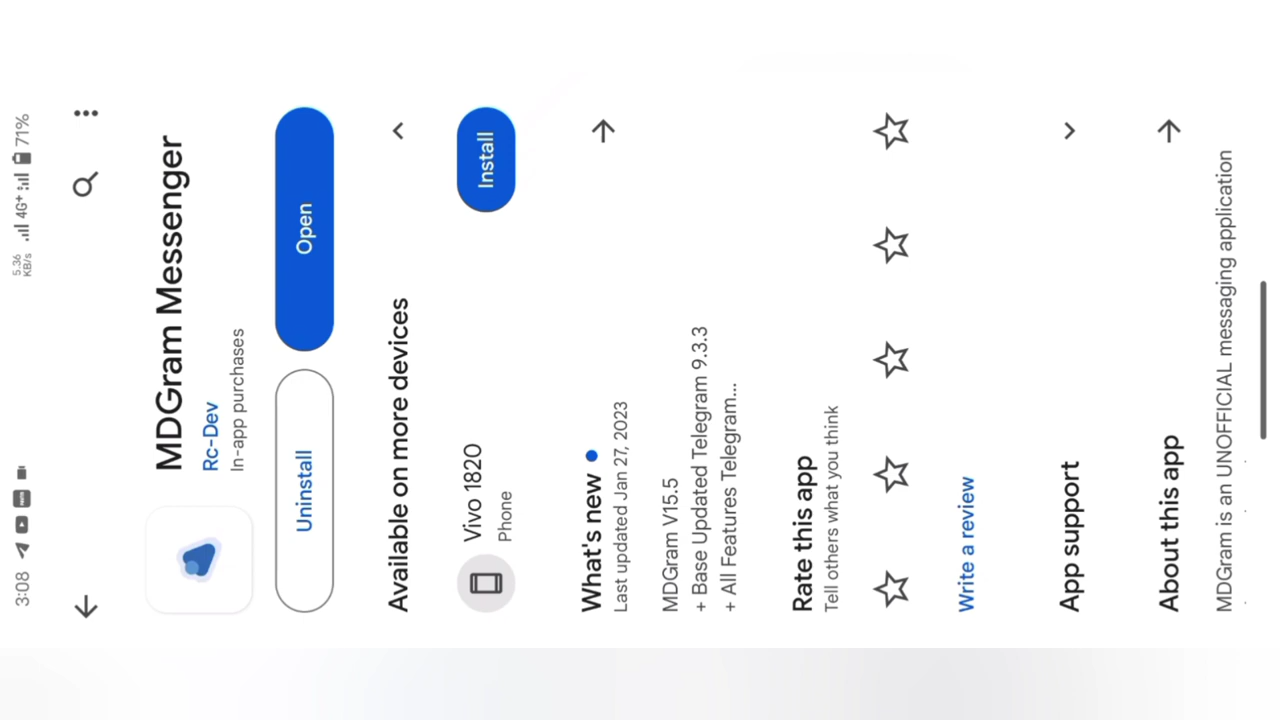 3:08
5.36 KB/s
4G+
71%
MDGram Messenger
Rc-Dev
In-app purchases
Uninstall
Open
Available on more devices
Vivo 1820
Phone
Install
What's new
Last updated Jan 27, 2023
MDGram V15.5
+ Base Updated Telegram 9.3.3
+ All Features Telegram...
Rate this app
Tell others what you think
Write a review
App support
About this app
MDGram is an UNOFFICIAL messaging application